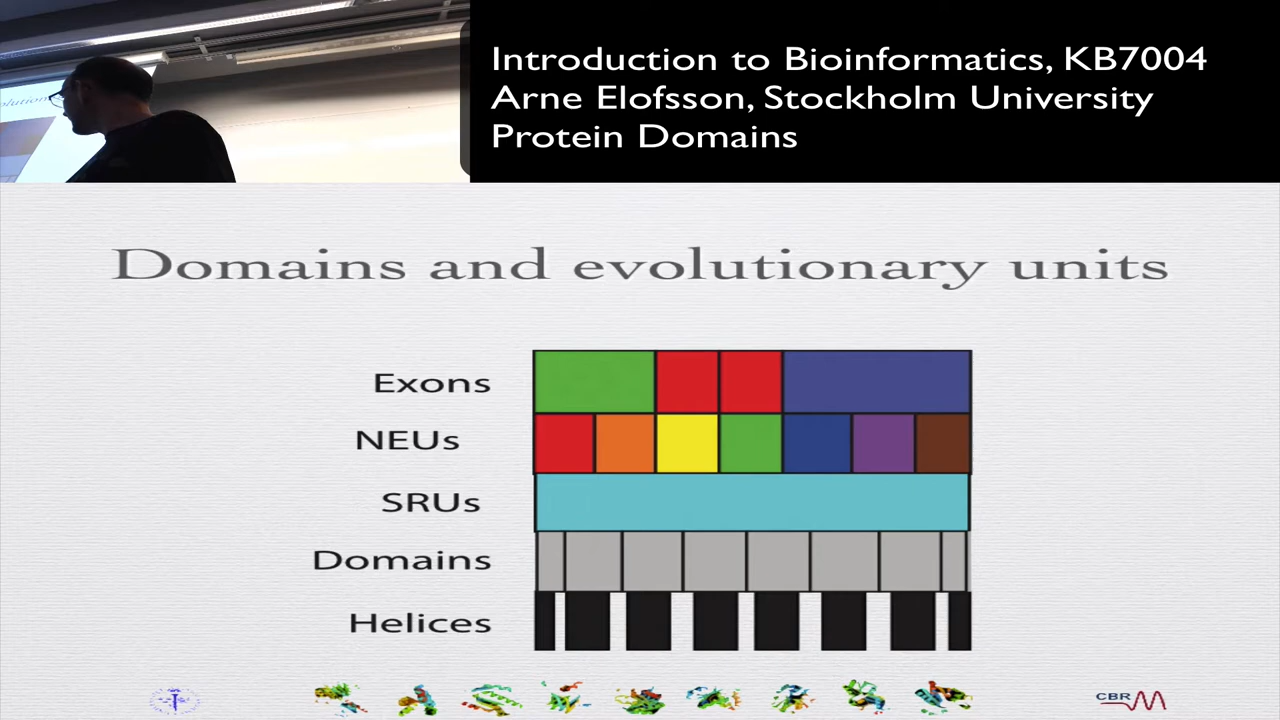 Introduction to Bioinformatics, KB7004
Arne Elofsson, Stockholm University
Protein Domains
Domains and evolutionary units
Exons
NEUs
SRUs
Domains
Helices
CBR